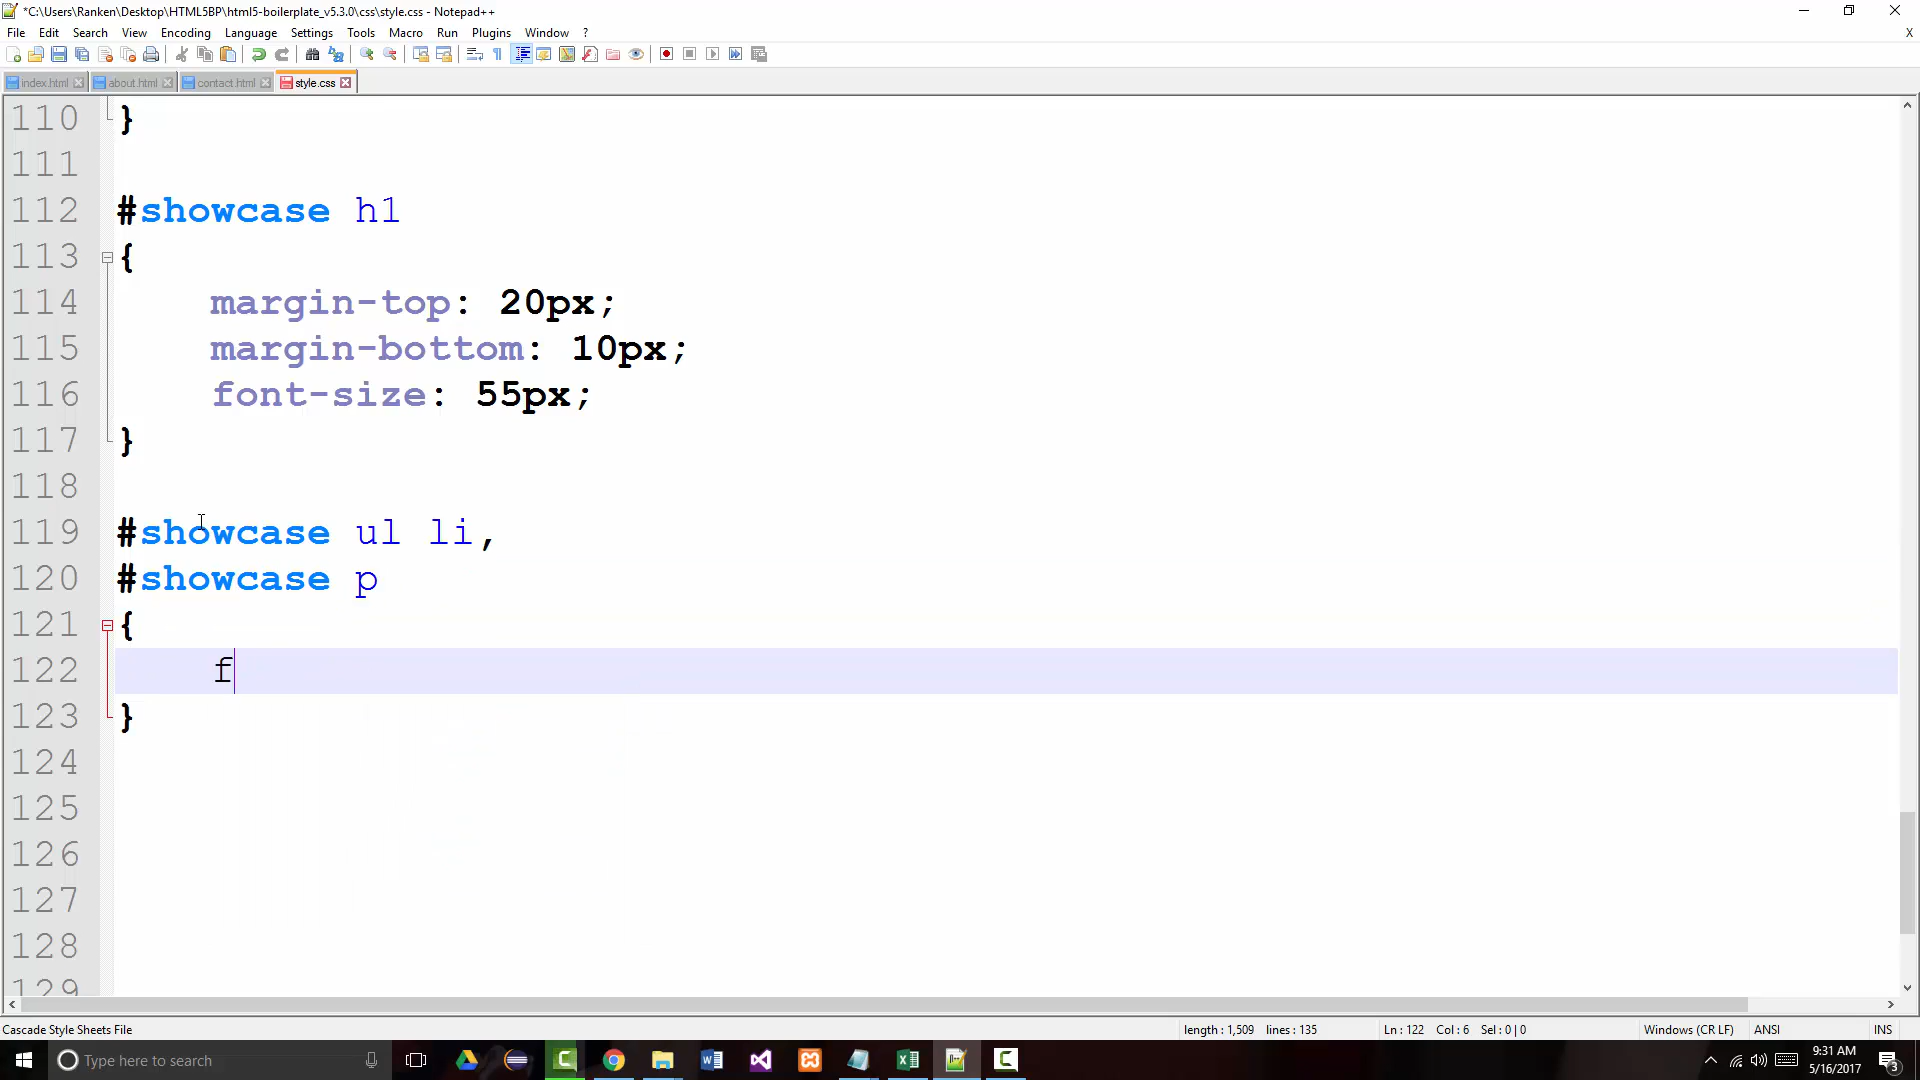 *C:\Users\Ranken\Desktop\HTML5BP\html5-boilerplate_v5.3.0\css\style.css - Notepad++
File Edit Search View Encoding Language Settings Tools Macro Run Plugins Window ? X
index.html about.html contact.html style.css
110 }
111
112 #showcase h1
113 {
114 margin-top: 20px;
115 margin-bottom: 10px;
116 font-size: 55px;
117 }
118
119 #showcase ul li,
120 #showcase p
121 {
122 f
123 }
124
125
126
127
128
129
Cascade Style Sheets File length : 1,509 lines : 135 Ln : 122 Col : 6 Sel : 0 | 0 Windows (CR LF) ANSI INS
Type here to search 9:31 AM
5/16/2017 3